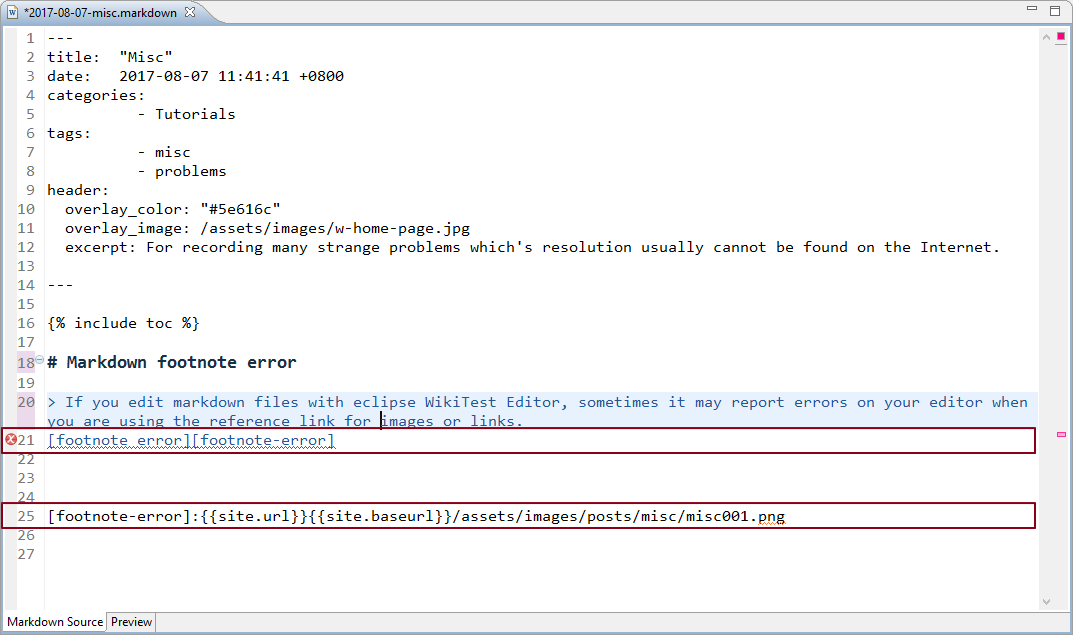 *2017-08-07-misc.markdown
1 ---
2 title:  "Misc"
3 date:   2017-08-07 11:41:41 +0800
4 categories:
5           - Tutorials
6 tags:
7           - misc
8           - problems
9 header:
10   overlay_color: "#5e616c"
11   overlay_image: /assets/images/w-home-page.jpg
12   excerpt: For recording many strange problems which's resolution usually cannot be found on the Internet.
13
14 ---
15
16 {% include toc %}
17
18 # Markdown footnote error
19
20 > If you edit markdown files with eclipse WikiTest Editor, sometimes it may report errors on your editor when
you are using the reference link for images or links.
21 [footnote error][footnote-error]
22
23
24
25 [footnote-error]:{{site.url}}{{site.baseurl}}/assets/images/posts/misc/misc001.png
26
27
Markdown Source Preview